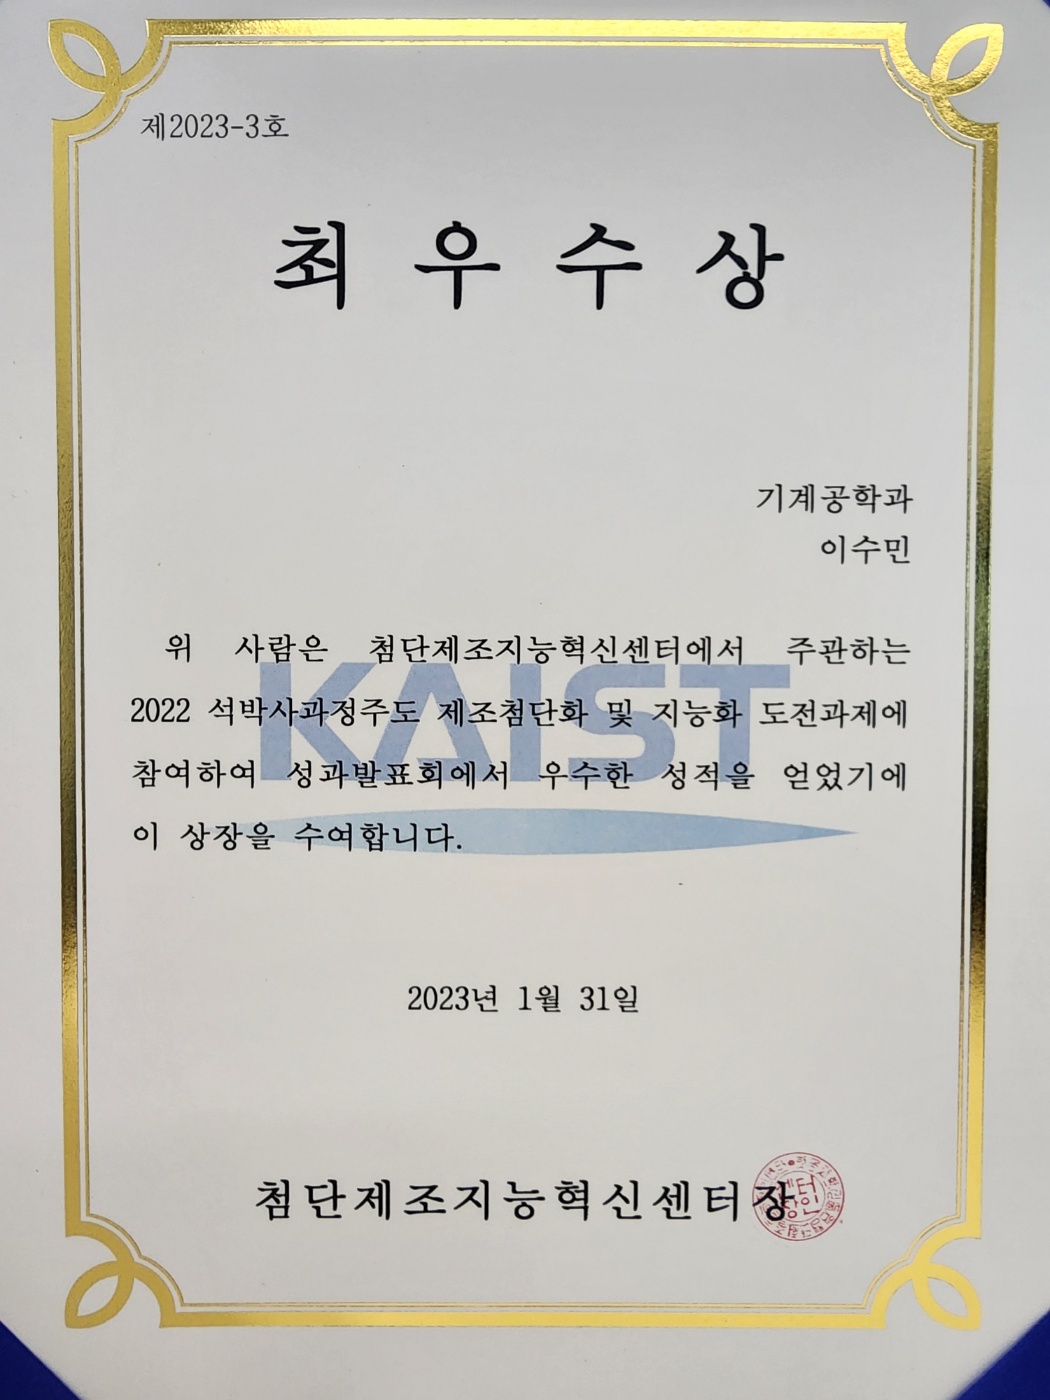 제2023-3호
최 우 수 상
기계공학과
이수민
위 사람은 첨단제조지능혁신센터에서 주관하는
KAIST
2022 석박사과정주도 제조첨단화 및 지능화 도전과제에
참여하여 성과발표회에서 우수한 성적을 얻었기에
이 상장을 수여합니다.
2023년 1월 31일
첨단제조지능혁신센터장
센터
장인